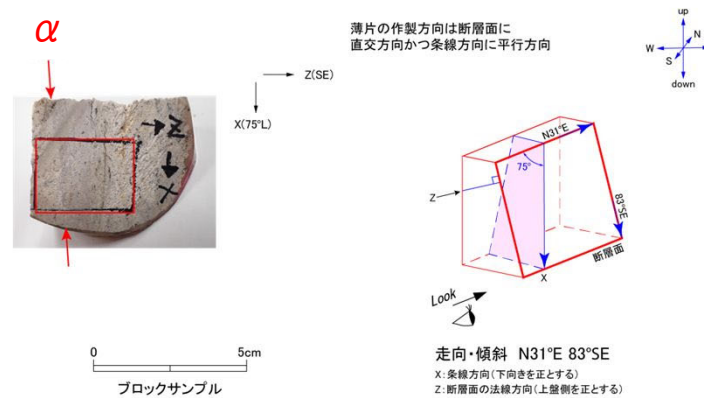 α
Z(SE)
X(75°L)
Z
X
0
5cm
ブロックサンプル
薄片の作製方向は断層面に
直交方向かつ条線方向に平行方向
up
N
W
S
down
N31°E
75°
83°SE
Z
X
断層面
Look
走向・傾斜 N31°E 83°SE
X:条線方向(下向きを正とする)
Z:断層面の法線方向(上盤側を正とする)